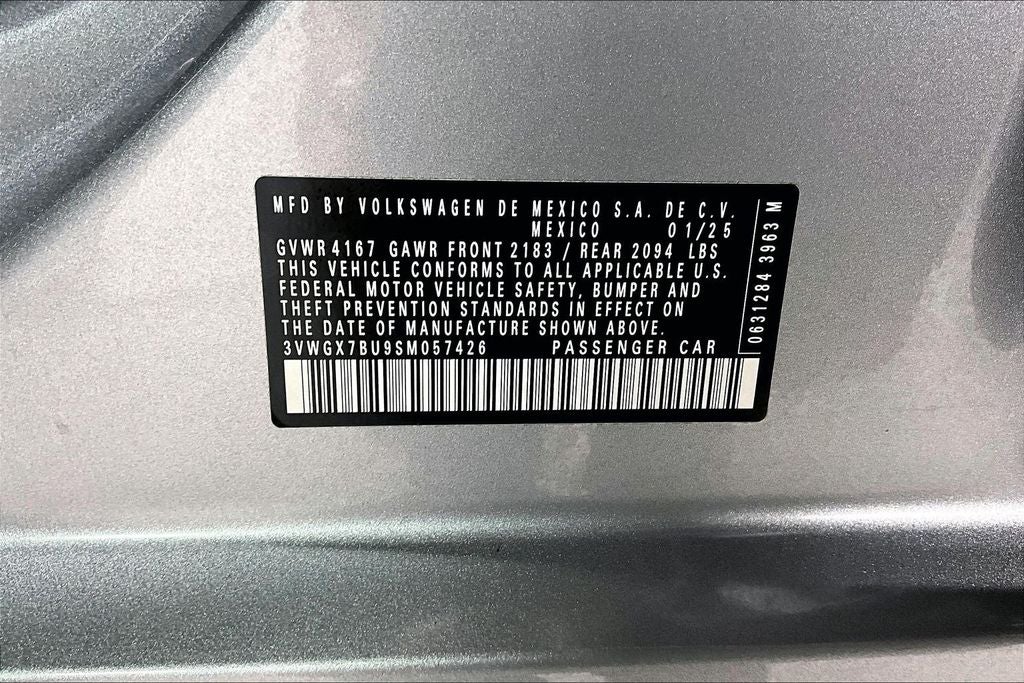 MFD BY VOLKSWAGEN DE MEXICO S.A. DE C.V.
MEXICO 01/25
GVWR 4167 GAWR FRONT 2183 / REAR 2094 LBS
THIS VEHICLE CONFORMS TO ALL APPLICABLE U.S.
FEDERAL MOTOR VEHICLE SAFETY, BUMPER AND
THEFT PREVENTION STANDARDS IN EFFECT ON
THE DATE OF MANUFACTURE SHOWN ABOVE.
3VWGX7BU9SM057426 PASSENGER CAR
0631284 3963 M